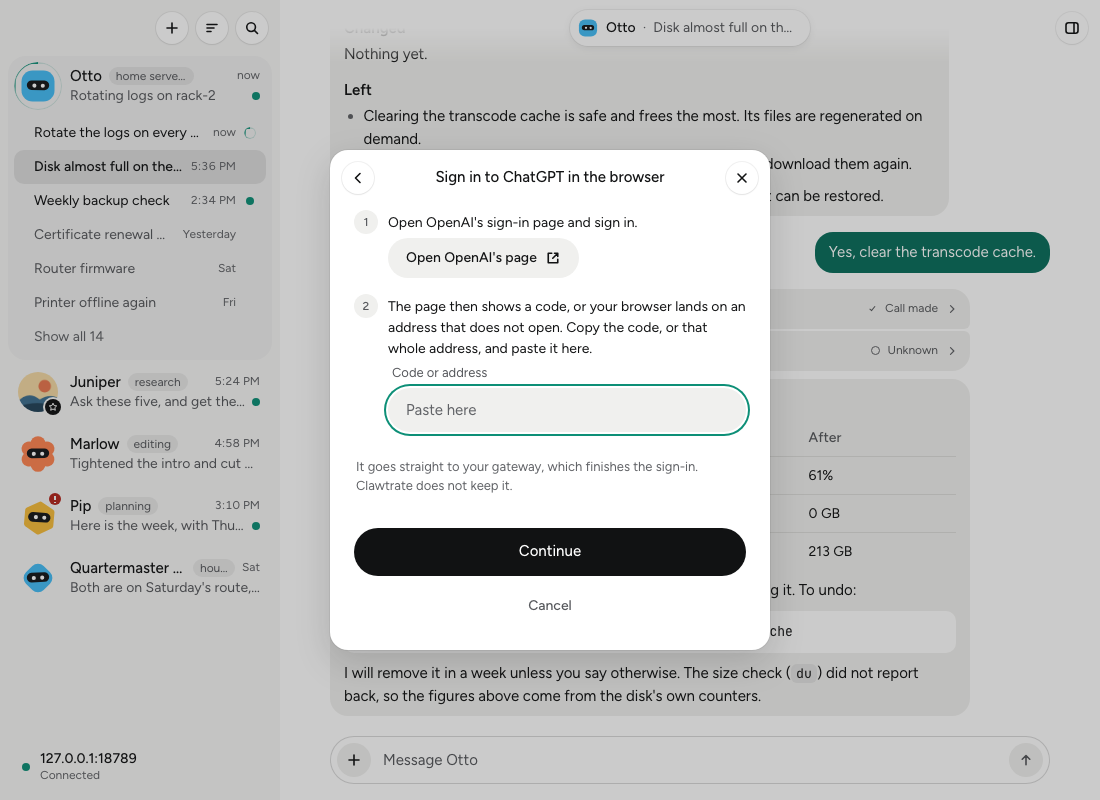 Otto
home serve...
now
Rotating logs on rack-2
Rotate the logs on every ...
now
Disk almost full on the...
5:36 PM
Weekly backup check
2:34 PM
Certificate renewal ...
Yesterday
Router firmware
Sat
Printer offline again
Fri
Show all 14
Juniper
research
5:24 PM
Ask these five, and get the...
Marlow
editing
4:58 PM
Tightened the intro and cut ...
Pip
planning
3:10 PM
Here is the week, with Thu...
Quartermaster ...
hou...
Sat
Both are on Saturday's route,...
127.0.0.1:18789
Connected
Otto · Disk almost full on th...
Changed
Nothing yet.
Left
Clearing the transcode cache is safe and frees the most. Its files are regenerated on
demand.
download them again.
can be restored.
Yes, clear the transcode cache.
Call made
Unknown
After
61%
0 GB
213 GB
it. To undo:
I will remove it in a week unless you say otherwise. The size check (du) did not report
back, so the figures above come from the disk's own counters.
Message Otto
Sign in to ChatGPT in the browser
1
Open OpenAI's sign-in page and sign in.
Open OpenAI's page
2
The page then shows a code, or your browser lands on an
address that does not open. Copy the code, or that
whole address, and paste it here.
Code or address
Paste here
It goes straight to your gateway, which finishes the sign-in.
Clawtrate does not keep it.
Continue
Cancel